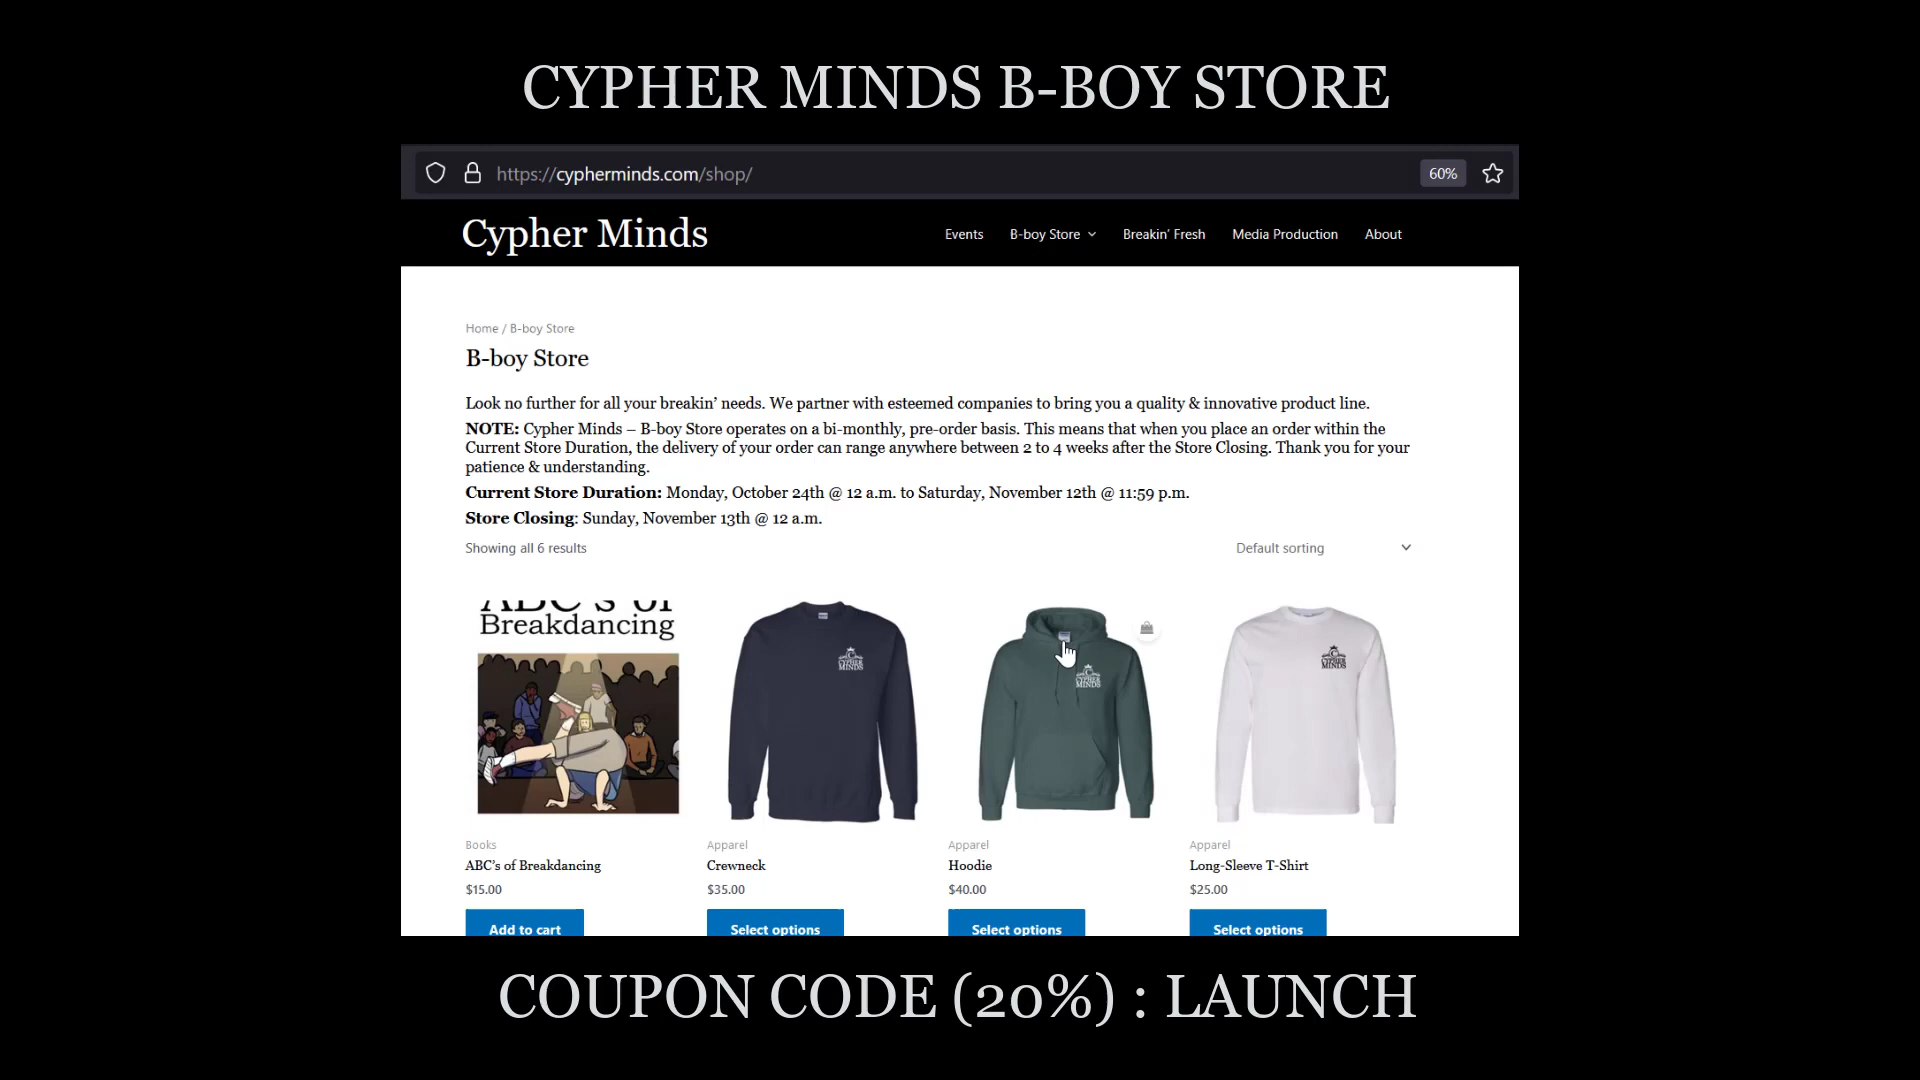 CYPHER MINDS B-BOY STORE
https://cypherminds.com/shop/
60%
Cypher Minds
Events
B-boy Store
Breakin' Fresh
Media Production
About
Home / B-boy Store
B-boy Store
Look no further for all your breakin' needs. We partner with esteemed companies to bring you a quality & innovative product line.
NOTE: Cypher Minds – B-boy Store operates on a bi-monthly, pre-order basis. This means that when you place an order within the
Current Store Duration, the delivery of your order can range anywhere between 2 to 4 weeks after the Store Closing. Thank you for your
patience & understanding.
Current Store Duration: Monday, October 24th @ 12 a.m. to Saturday, November 12th @ 11:59 p.m.
Store Closing: Sunday, November 13th @ 12 a.m.
Showing all 6 results
Default sorting
ABC's of
Breakdancing
C
CYPHER
MINDS
C
CYPHER
MINDS
C
CYPHER
MINDS
Books
ABC's of Breakdancing
$15.00
Add to cart
Apparel
Crewneck
$35.00
Select options
Apparel
Hoodie
$40.00
Select options
Apparel
Long-Sleeve T-Shirt
$25.00
Select options
COUPON CODE (20%) : LAUNCH